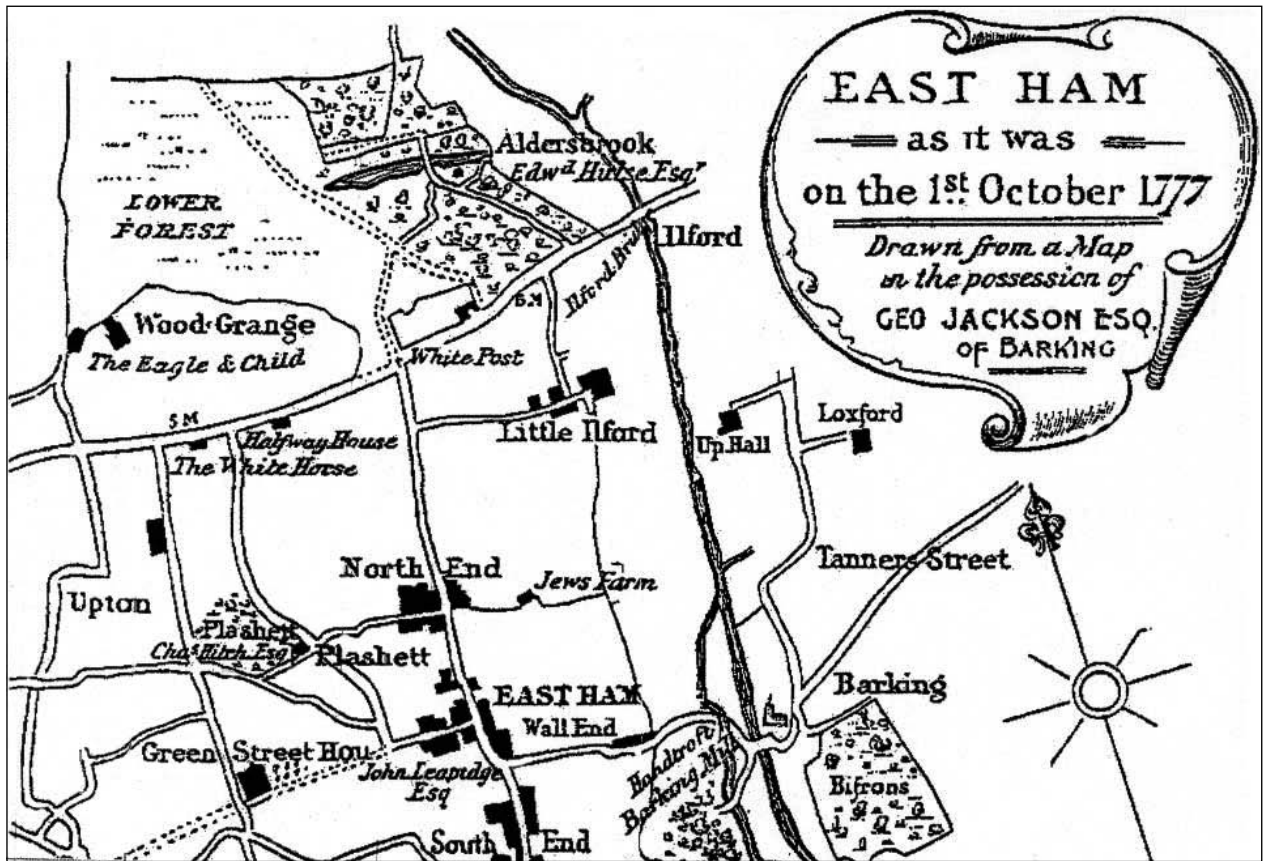 EAST HAM
as it was
on the 1st October 1777
Drawn from a Map
in the possession of
GEO JACKSON ESQ.
OF BARKING
Aldersbrook
Edwd Hulse Esqr
LOWER
FOREST
Ilford
Ilford
6 M
Wood Grange
The Eagle & Child
White Post
5 M
Halfway House
The White Horse
Little Ilford
Up Hall
Loxford
North End
Jews Farm
Tanners Street
Upton
Plashett
Chas Hitch Esq
Plashett
EAST HAM
Wall End
Barking
Green Street Hou
John Leapidge
Esq
Barking
Bifrons
South End